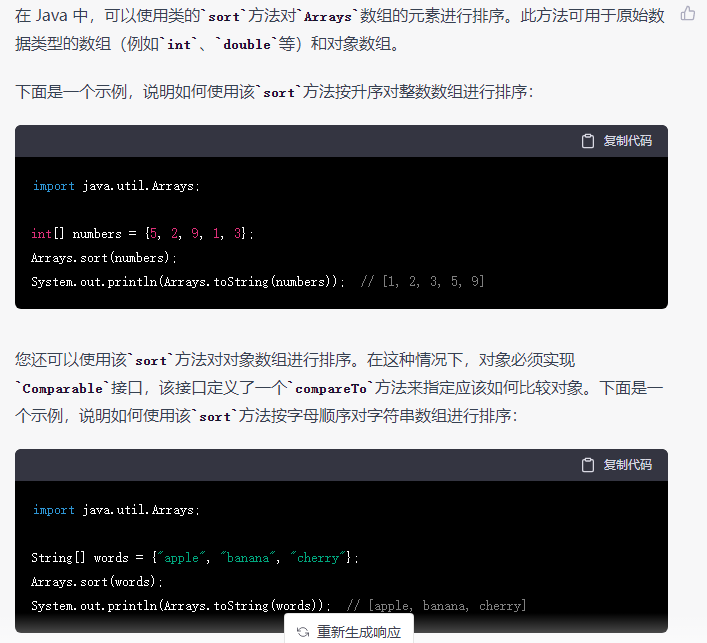 在 Java 中，可以使用类的`sort`方法对`Arrays`数组的元素进行排序。此方法可用于原始数
据类型的数组（例如`int`、`double`等）和对象数组。
下面是一个示例，说明如何使用该`sort`方法按升序对整数数组进行排序：
复制代码
import java.util.Arrays;
int[] numbers = {5, 2, 9, 1, 3};
Arrays.sort(numbers);
System.out.println(Arrays.toString(numbers));  // [1, 2, 3, 5, 9]
您还可以使用该`sort`方法对对象数组进行排序。在这种情况下，对象必须实现
`Comparable`接口，该接口定义了一个`compareTo`方法来指定应该如何比较对象。下面是一
个示例，说明如何使用该`sort`方法按字母顺序对字符串数组进行排序：
复制代码
import java.util.Arrays;
String[] words = {"apple", "banana", "cherry"};
Arrays.sort(words);
System.out.println(Arrays.toString(words));  // [apple, banana, cherry]
重新生成响应